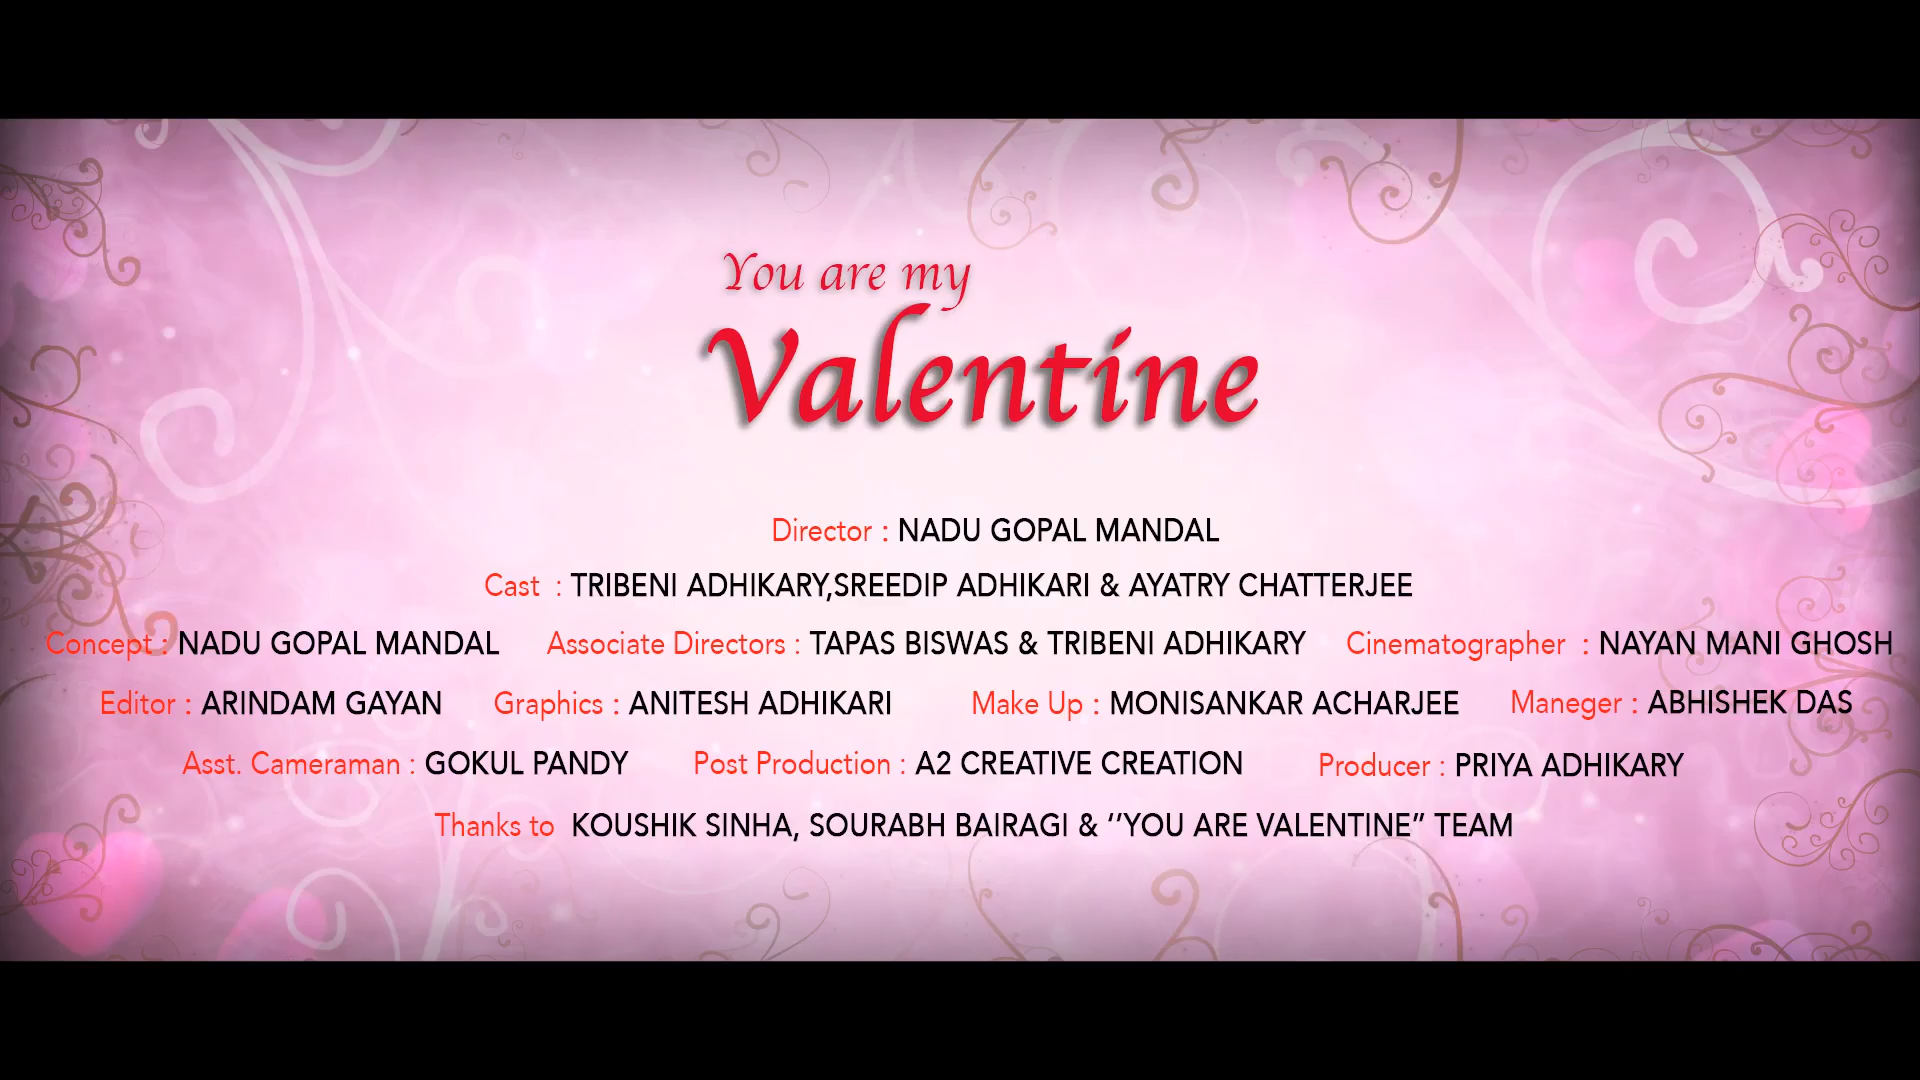 You are my
Valentine
Director : NADU GOPAL MANDAL
Cast : TRIBENI ADHIKARY,SREEDIP ADHIKARI & AYATRY CHATTERJEE
Concept : NADU GOPAL MANDAL Associate Directors : TAPAS BISWAS & TRIBENI ADHIKARY Cinematographer : NAYAN MANI GHOSH
Editor : ARINDAM GAYAN Graphics : ANITESH ADHIKARI Make Up : MONISANKAR ACHARJEE Maneger : ABHISHEK DAS
Asst. Cameraman : GOKUL PANDY Post Production : A2 CREATIVE CREATION Producer : PRIYA ADHIKARY
Thanks to KOUSHIK SINHA, SOURABH BAIRAGI & ‘’YOU ARE VALENTINE” TEAM